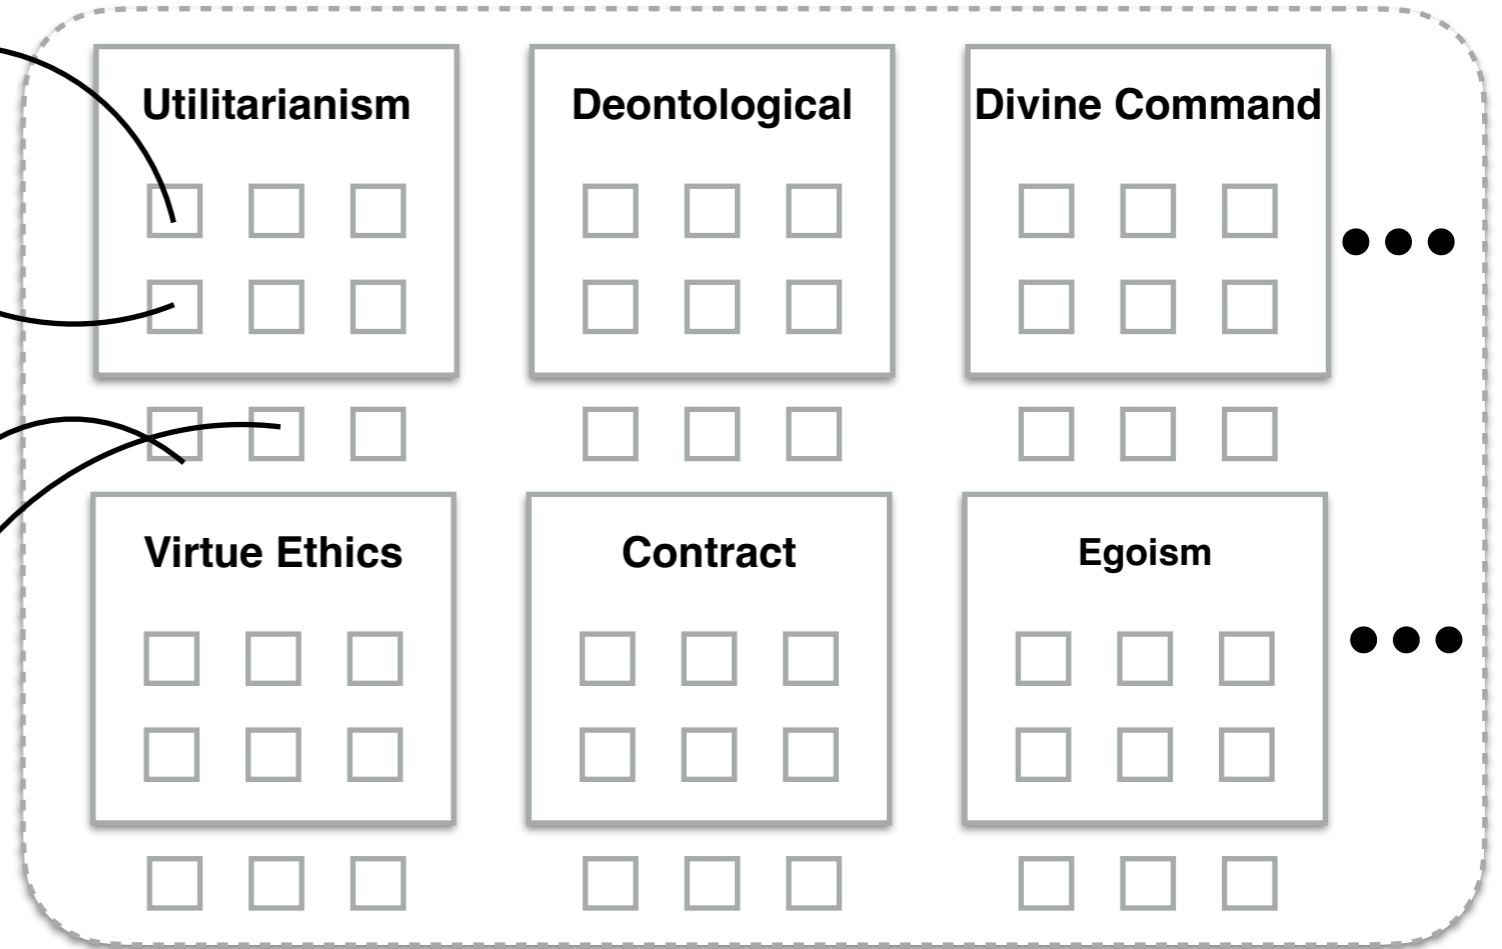 Utilitarianism
Deontological
Divine Command
Virtue Ethics
Contract
Egoism